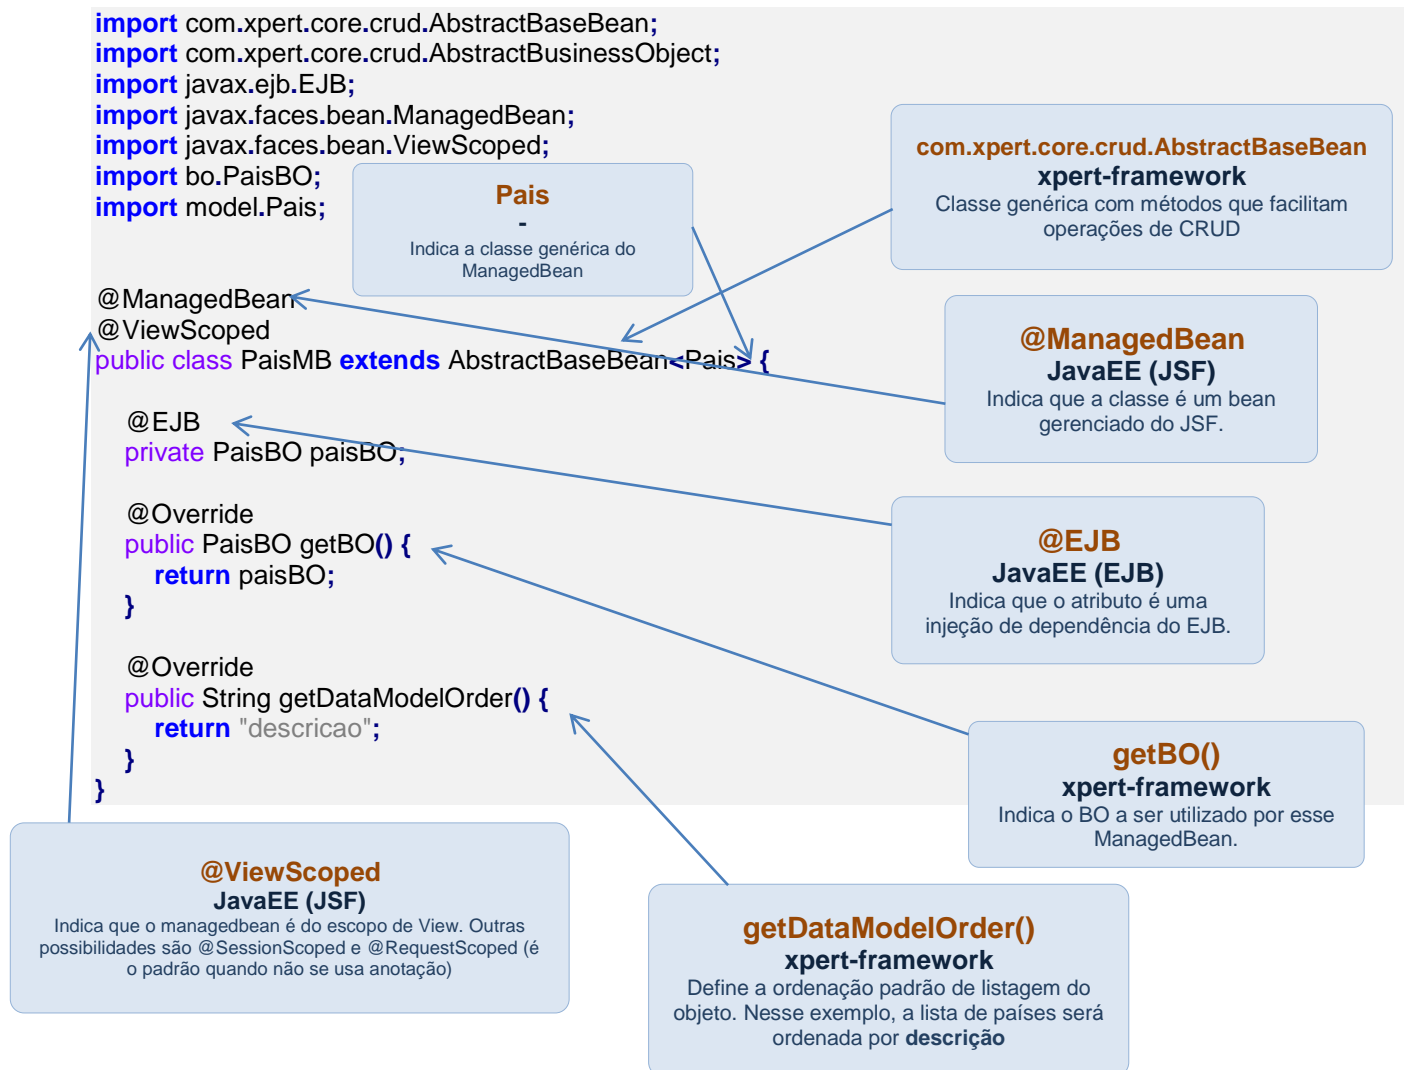 import com.xpert.core.crud.AbstractBaseBean;
import com.xpert.core.crud.AbstractBusinessObject;
import javax.ejb.EJB;
import javax.faces.bean.ManagedBean;
import javax.faces.bean.ViewScoped;
import bo.PaisBO;
import model.Pais;
Pais
-
Indica a classe genérica do
ManagedBean
com.xpert.core.crud.AbstractBaseBean
xpert-framework
Classe genérica com métodos que facilitam
operações de CRUD
@ManagedBean
@ViewScoped
public class PaisMB extends AbstractBaseBean<Pais> {
@ManagedBean
JavaEE (JSF)
Indica que a classe é um bean
gerenciado do JSF.
@EJB
private PaisBO paisBO;
@Override
public PaisBO getBO() {
return paisBO;
}
@EJB
JavaEE (EJB)
Indica que o atributo é uma
injeção de dependência do EJB.
@Override
public String getDataModelOrder() {
return "descricao";
}
}
getBO()
xpert-framework
Indica o BO a ser utilizado por esse
ManagedBean.
@ViewScoped
JavaEE (JSF)
Indica que o managedbean é do escopo de View. Outras
possibilidades são @SessionScoped e @RequestScoped (é
o padrão quando não se usa anotação)
getDataModelOrder()
xpert-framework
Define a ordenação padrão de listagem do
objeto. Nesse exemplo, a lista de países será
ordenada por descrição